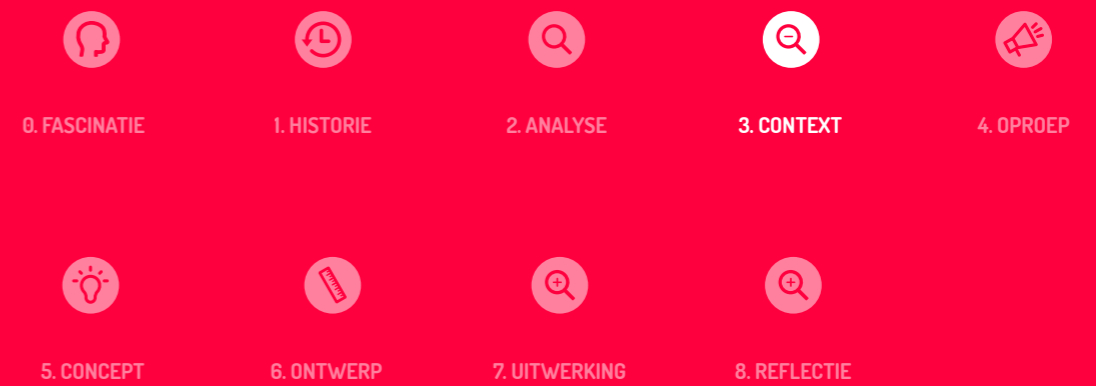 0. FASCINATIE
1. HISTORIE
2. ANALYSE
3. CONTEXT
4. OPROEP
5. CONCEPT
6. ONTWERP
7. UITWERKING
8. REFLECTIE